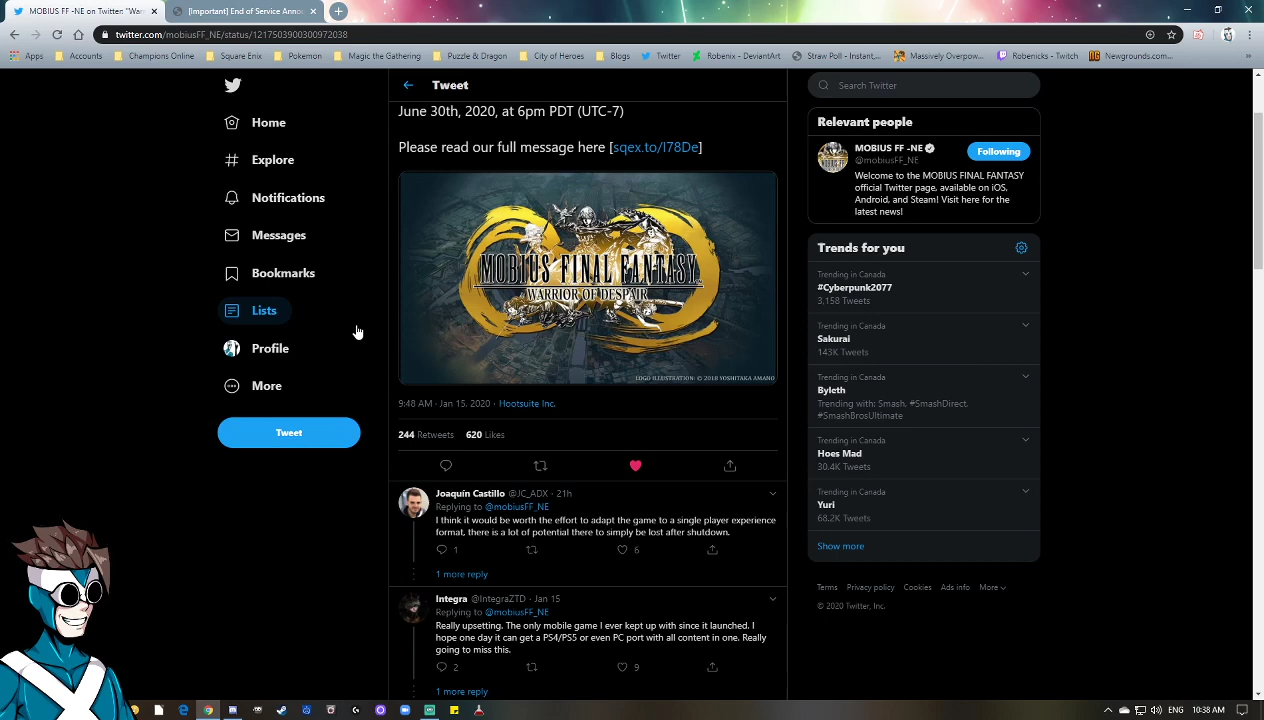 MOBIUS FF -NE on Twitter: "War
[Important] End of Service Annou
twitter.com/mobiusFF_NE/status/1217503900300972038
Apps
Accounts
Champions Online
Square Enix
Pokemon
Magic the Gathering
Puzzle & Dragon
City of Heroes
Blogs
Twitter
Robenix - DeviantArt
Straw Poll - Instant,...
Massively Overpow...
Robenicks - Twitch
Newgrounds.com...
Home
Explore
Notifications
Messages
Bookmarks
Lists
Profile
More
Tweet
Tweet
June 30th, 2020, at 6pm PDT (UTC-7)
Please read our full message here [sqex.to/I78De]
MOBIUS FINAL FANTASY
WARRIOR OF DESPAIR
LOGO ILLUSTRATION: © 2018 YOSHITAKA AMANO
9:48 AM · Jan 15, 2020 · Hootsuite Inc.
244 Retweets 620 Likes
Joaquín Castillo @JC_ADX · 21h
Replying to @mobiusFF_NE
I think it would be worth the effort to adapt the game to a single player experience
format, there is a lot of potential there to simply be lost after shutdown.
1 6
1 more reply
Integra @IntegraZTD · Jan 15
Replying to @mobiusFF_NE
Really upsetting. The only mobile game I ever kept up with since it launched. I
hope one day it can get a PS4/PS5 or even PC port with all content in one. Really
going to miss this.
2 9
1 more reply
Search Twitter
Relevant people
MOBIUS FF -NE
@mobiusFF_NE
Following
Welcome to the MOBIUS FINAL FANTASY
official Twitter page, available on iOS,
Android, and Steam! Visit here for the
latest news!
Trends for you
Trending in Canada
#Cyberpunk2077
3,158 Tweets
Trending in Canada
Sakurai
143K Tweets
Trending in Canada
Byleth
Trending with: Smash, #SmashDirect,
#SmashBrosUltimate
Trending in Canada
Hoes Mad
30.4K Tweets
Trending in Canada
Yuri
68.2K Tweets
Show more
Terms Privacy policy Cookies Ads info More
© 2020 Twitter, Inc.
ENG 10:38 AM